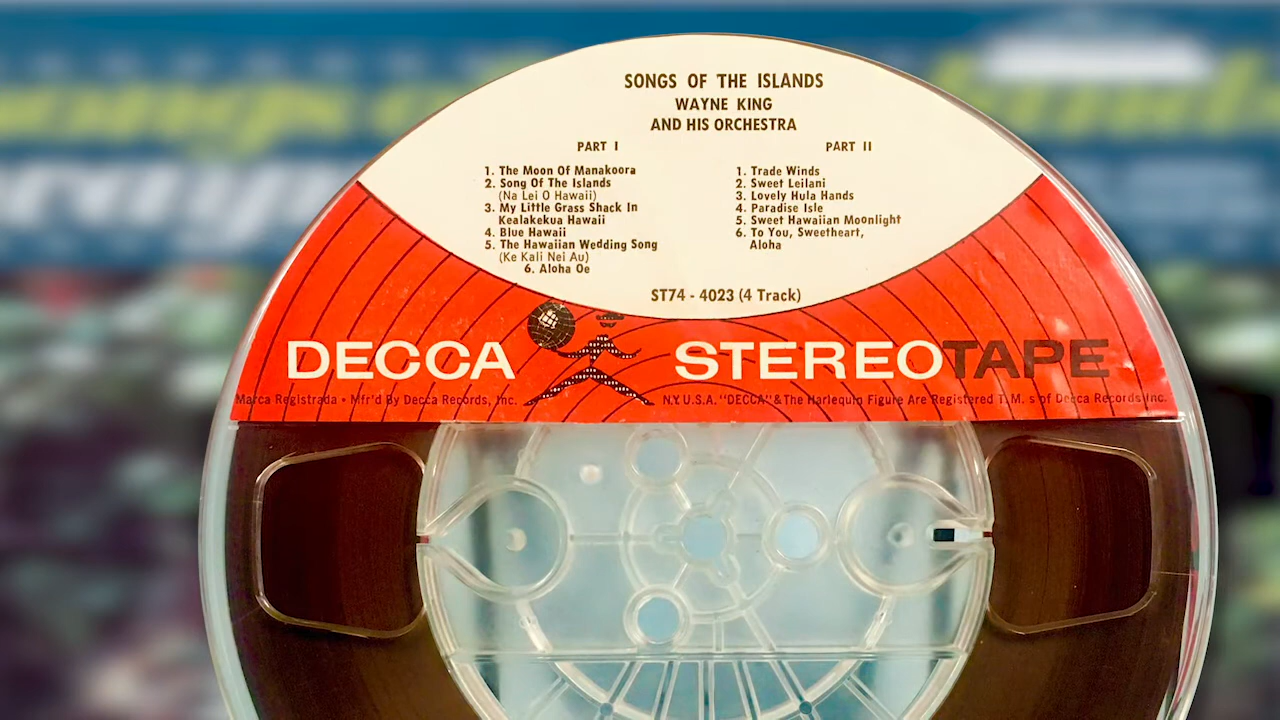 SONGS OF THE ISLANDS
WAYNE KING
AND HIS ORCHESTRA
PART I
1. The Moon Of Manakoora
2. Song Of The Islands
(Na Lei O Hawaii)
3. My Little Grass Shack In
Kealakekua Hawaii
4. Blue Hawaii
5. The Hawaiian Wedding Song
(Ke Kali Nei Au)
6. Aloha Oe
PART II
1. Trade Winds
2. Sweet Leilani
3. Lovely Hula Hands
4. Paradise Isle
5. Sweet Hawaiian Moonlight
6. To You, Sweetheart,
Aloha
ST74 - 4023 (4 Track)
DECCA STEREOTAPE
Marca Registrada • Mfr'd By Decca Records, Inc. N.Y. U.S.A. "DECCA" & The Harlequin Figure Are Registered T.M. s of Decca Records Inc.